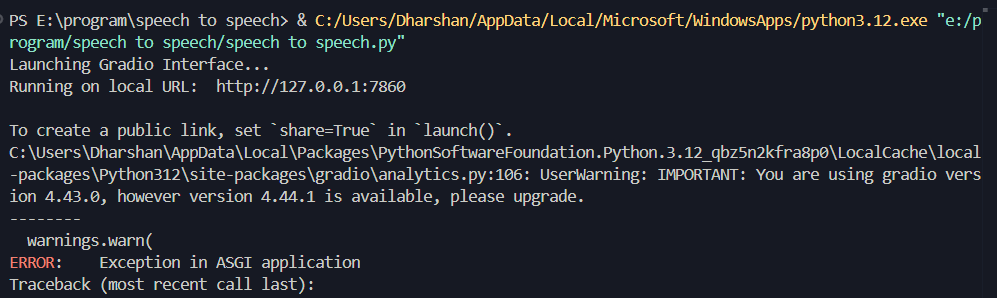 PS E:\program\speech to speech> & C:/Users/Dharshan/AppData/Local/Microsoft/WindowsApps/python3.12.exe "e:/p
rogram/speech to speech/speech to speech.py"
Launching Gradio Interface...
Running on local URL:  http://127.0.0.1:7860
To create a public link, set `share=True` in `launch()`.
C:\Users\Dharshan\AppData\Local\Packages\PythonSoftwareFoundation.Python.3.12_qbz5n2kfra8p0\LocalCache\local
-packages\Python312\site-packages\gradio\analytics.py:106: UserWarning: IMPORTANT: You are using gradio vers
ion 4.43.0, however version 4.44.1 is available, please upgrade.
--------
  warnings.warn(
ERROR:    Exception in ASGI application
Traceback (most recent call last):